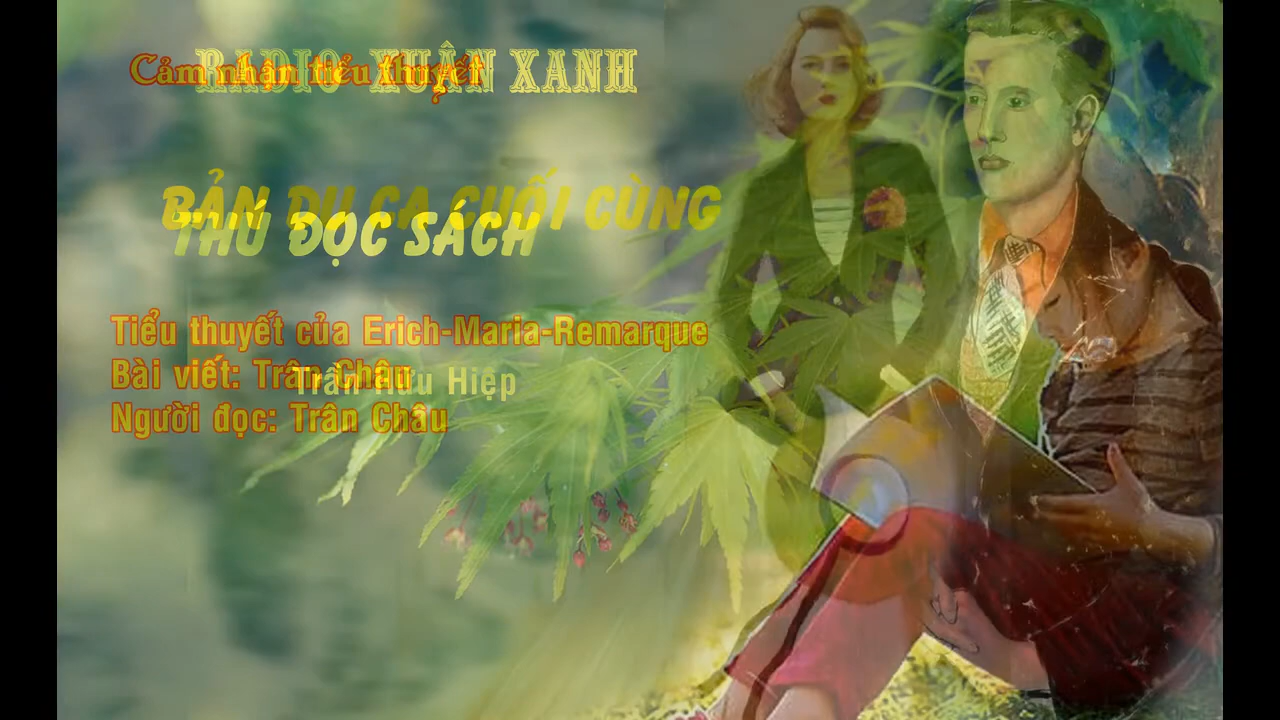 RADIO XUÂN XANH
Cảm nhận tiểu thuyết
BẢN DU CA CUỐI CÙNG
THÚ ĐỌC SÁCH
Tiểu thuyết của Erich-Maria-Remarque
Bài viết: Trân Châu
Trần Hữu Hiệp
Người đọc: Trân Châu